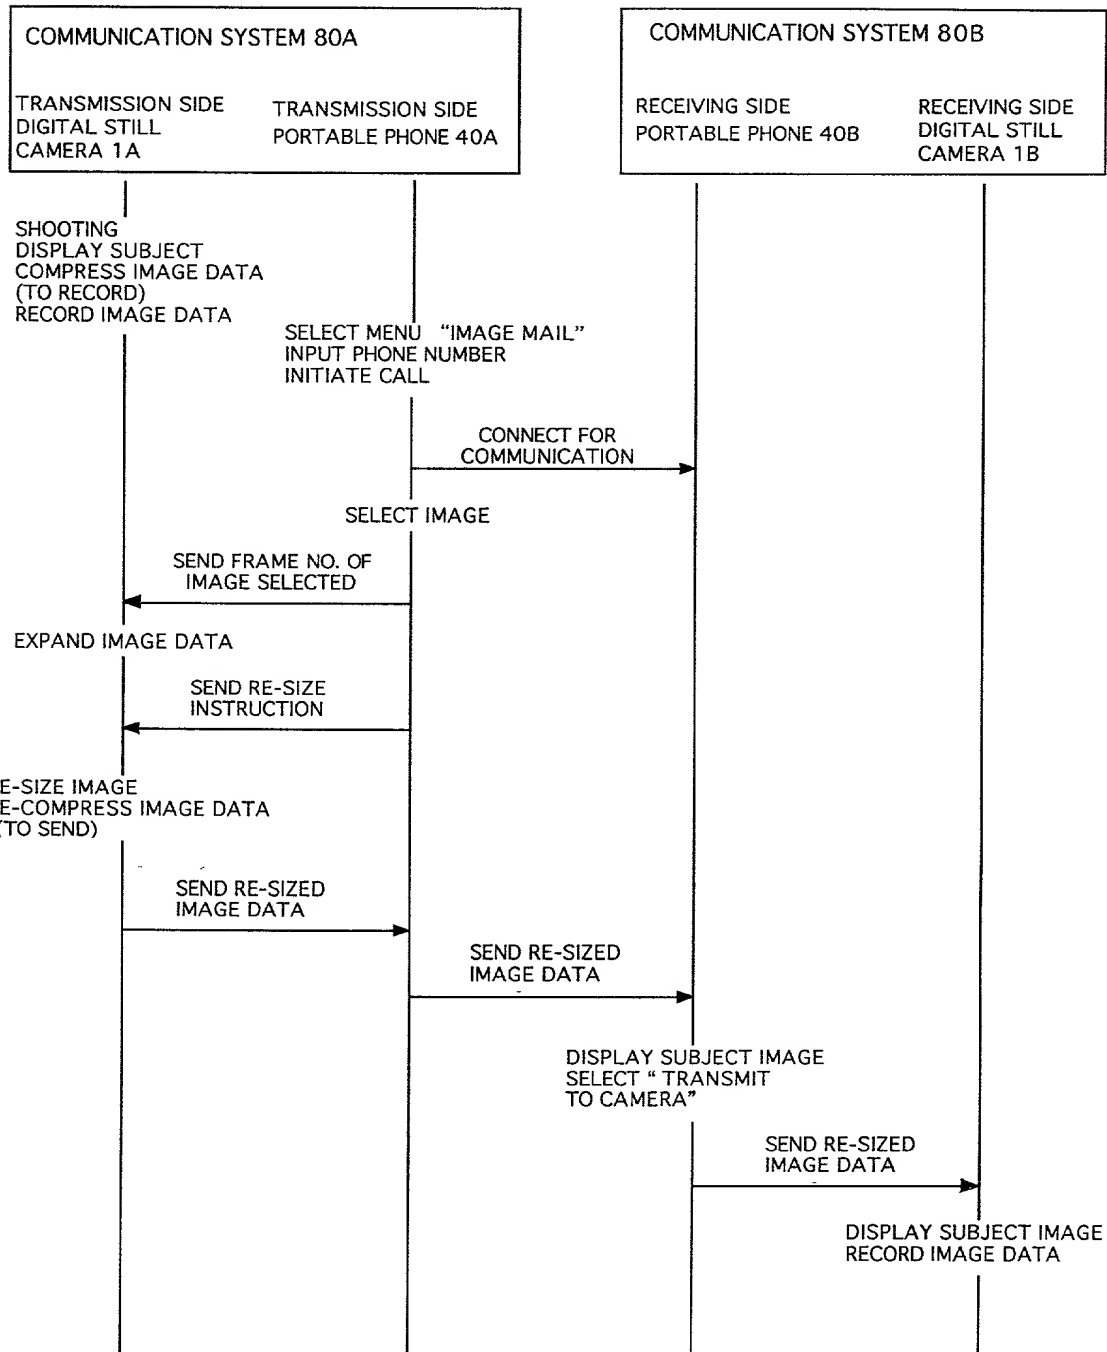 COMMUNICATION SYSTEM 80A
TRANSMISSION SIDE
DIGITAL STILL
CAMERA 1A
TRANSMISSION SIDE
PORTABLE PHONE 40A
COMMUNICATION SYSTEM 80B
RECEIVING SIDE
PORTABLE PHONE 40B
RECEIVING SIDE
DIGITAL STILL
CAMERA 1B
SHOOTING
DISPLAY SUBJECT
COMPRESS IMAGE DATA
(TO RECORD)
RECORD IMAGE DATA
SELECT MENU "IMAGE MAIL"
INPUT PHONE NUMBER
INITIATE CALL
CONNECT FOR
COMMUNICATION
SELECT IMAGE
SEND FRAME NO. OF
IMAGE SELECTED
EXPAND IMAGE DATA
SEND RE-SIZE
INSTRUCTION
E-SIZE IMAGE
E-COMPRESS IMAGE DATA
(TO SEND)
SEND RE-SIZED
IMAGE DATA
SEND RE-SIZED
IMAGE DATA
DISPLAY SUBJECT IMAGE
SELECT " TRANSMIT
TO CAMERA"
SEND RE-SIZED
IMAGE DATA
DISPLAY SUBJECT IMAGE
RECORD IMAGE DATA